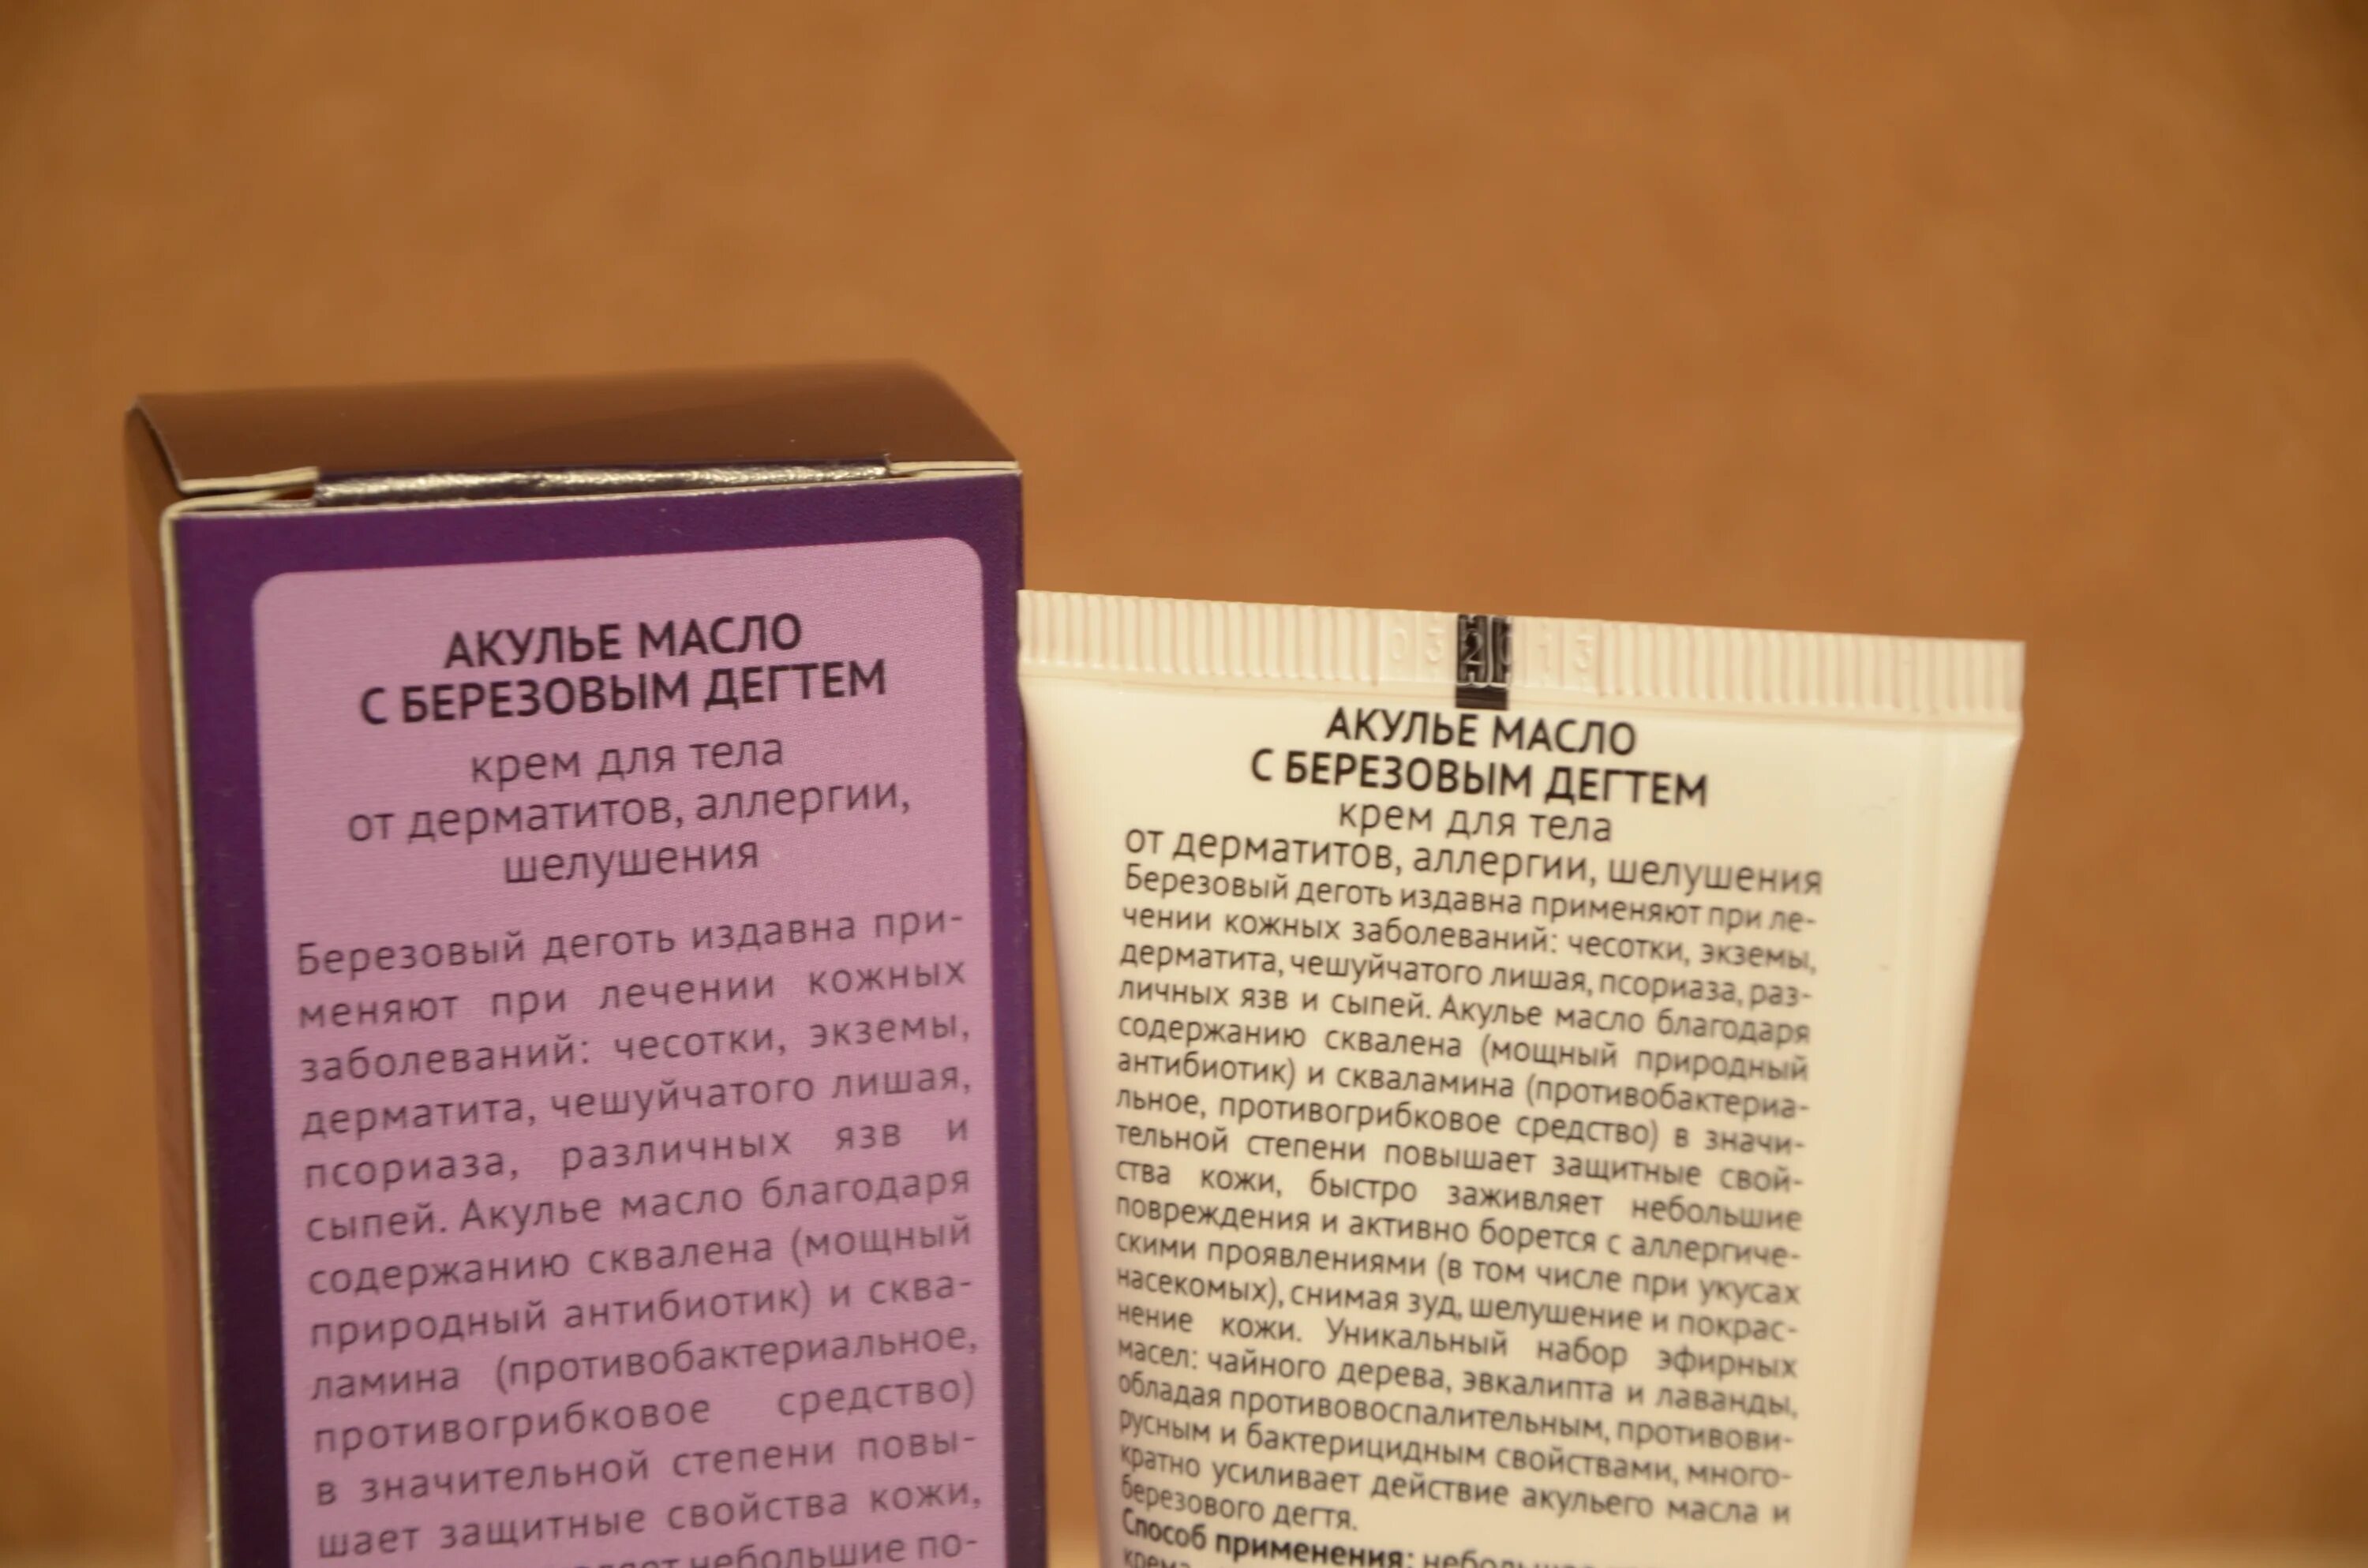 АКУЛЬЕ МАСЛО
С БЕРЕЗОВЫМ ДЕГТЕМ
крем для тела
от дерматитов, аллергии,
шелушения
Березовый деготь издавна при-
меняют при лечении кожных
заболеваний: чесотки, экземы,
дерматита, чешуйчатого лишая,
псориаза, различных язв и
сыпей. Акулье масло благодаря
содержанию сквалена (мощный
природный антибиотик) и сква-
ламина (противобактериальное,
противогрибковое средство)
в значительной степени повы-
шает защитные свойства кожи,
небольшие по-
АКУЛЬЕ МАСЛО
С БЕРЕЗОВЫМ ДЕГТЕМ
крем для тела
от дерматитов, аллергии, шелушения
Березовый деготь издавна применяют при ле-
чении кожных заболеваний: чесотки, экземы,
дерматита, чешуйчатого лишая, псориаза, раз-
личных язв и сыпей. Акулье масло благодаря
содержанию сквалена (мощный природный
антибиотик) и скваламина (противобактериа-
льное, противогрибковое средство) в значи-
тельной степени повышает защитные свой-
ства кожи, быстро заживляет небольшие
повреждения и активно борется с аллергиче-
скими проявлениями (в том числе при укусах
насекомых), снимая зуд, шелушение и покрас-
нение кожи. Уникальный набор эфирных
масел: чайного дерева, эвкалипта и лаванды,
обладая противовоспалительным, противови-
русным и бактерицидным свойствами, много-
кратно усиливает действие акульего масла и
березового дегтя.
Способ применения:
крема